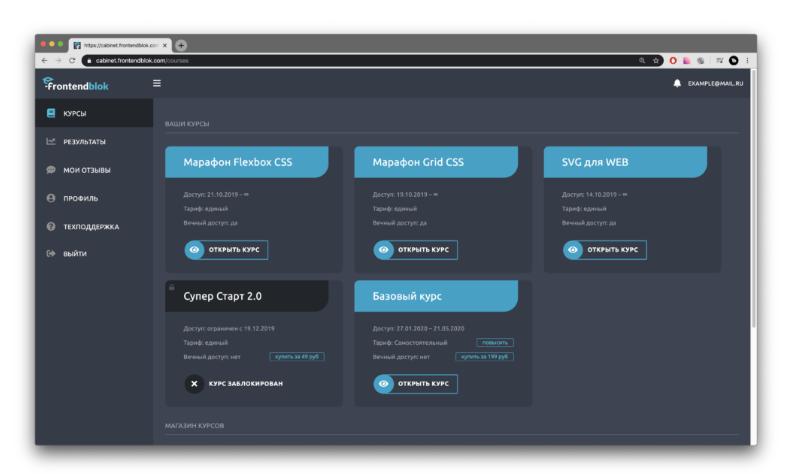 https://cabinet.frontendblok.com
cabinet.frontendblok.com/courses
Frontendblok
EXAMPLE@MAIL.RU
КУРСЫ
РЕЗУЛЬТАТЫ
МОИ ОТЗЫВЫ
ПРОФИЛЬ
ТЕХПОДДЕРЖКА
ВЫЙТИ
ВАШИ КУРСЫ
Марафон Flexbox CSS
Доступ: 21.10.2019 – ∞
Тариф: единый
Вечный доступ: да
ОТКРЫТЬ КУРС
Марафон Grid CSS
Доступ: 19.10.2019 – ∞
Тариф: единый
Вечный доступ: да
ОТКРЫТЬ КУРС
SVG для WEB
Доступ: 14.10.2019 – ∞
Тариф: единый
Вечный доступ: да
ОТКРЫТЬ КУРС
Супер Старт 2.0
Доступ: ограничен с 19.12.2019
Тариф: единый
Вечный доступ: нет купить за 49 руб
КУРС ЗАБЛОКИРОВАН
Базовый курс
Доступ: 27.01.2020 – 21.05.2020
Тариф: Самостоятельный повысить
Вечный доступ: нет купить за 199 руб
ОТКРЫТЬ КУРС
МАГАЗИН КУРСОВ